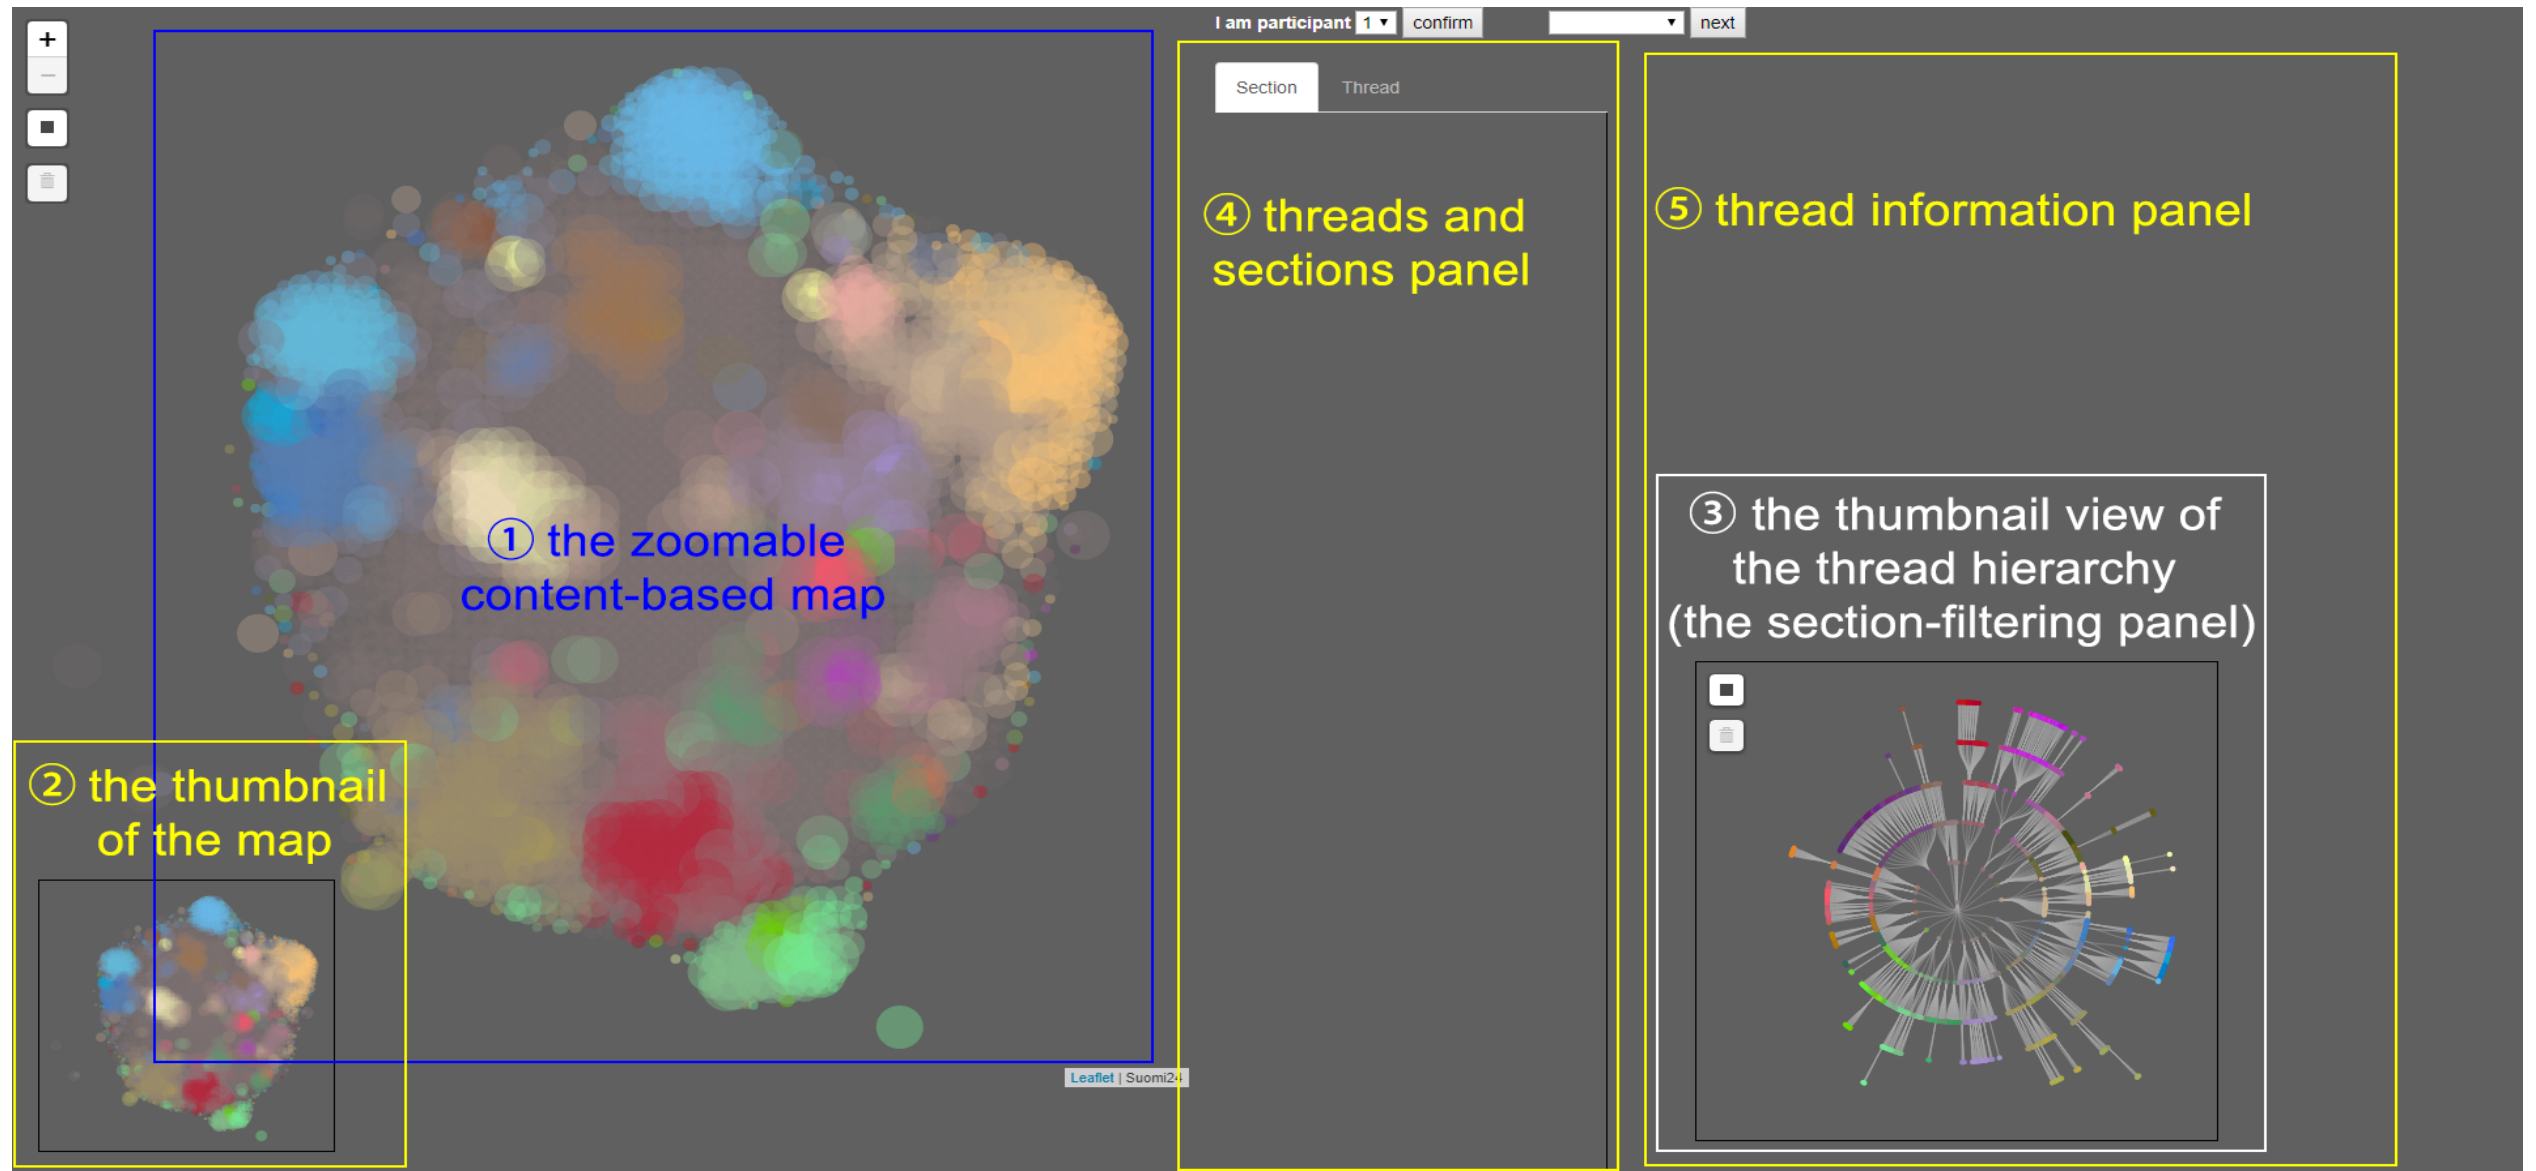 +
−
I am participant 1 confirm next
Section Thread
④ threads and
sections panel
⑤ thread information panel
① the zoomable
content-based map
③ the thumbnail view of
the thread hierarchy
(the section-filtering panel)
② the thumbnail
of the map
Leaflet | Suomi24